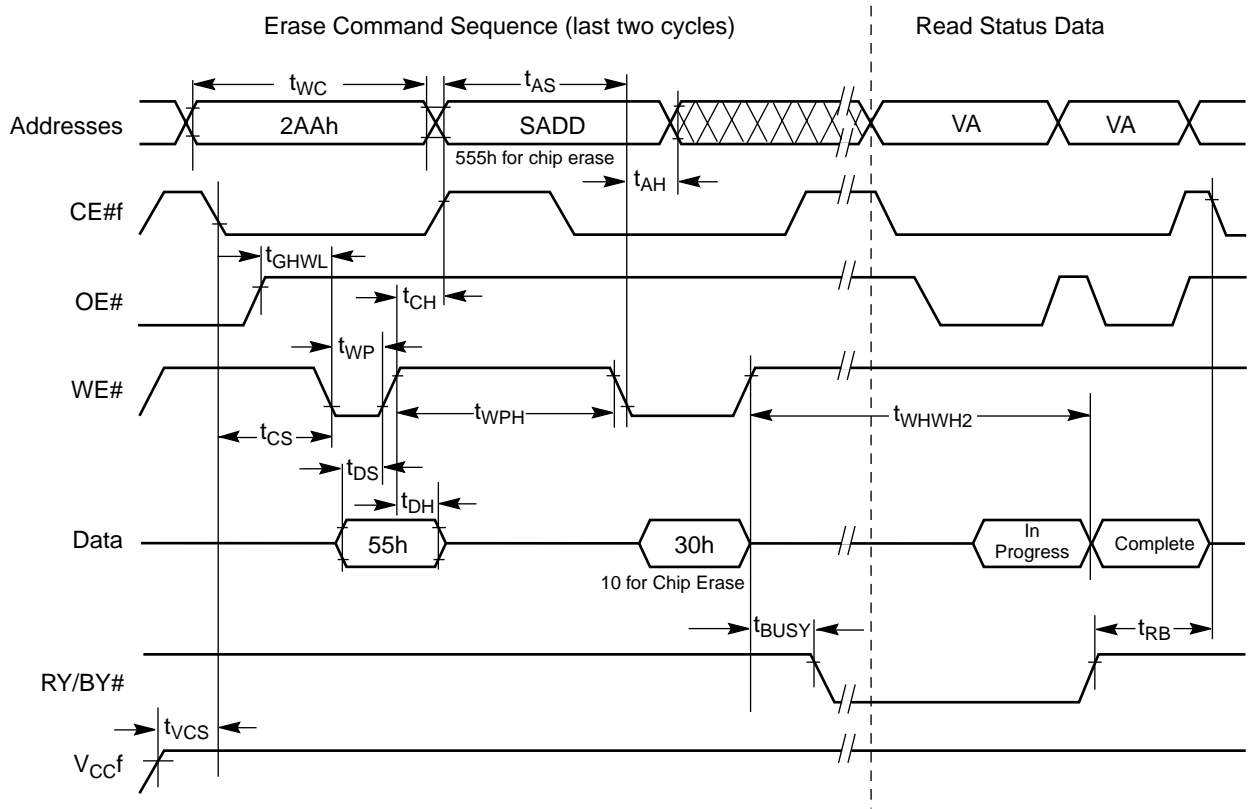 Erase Command Sequence (last two cycles)
Read Status Data
tWC
tAS
Addresses
2AAh
SADD
VA
VA
555h for chip erase
tAH
CE#f
tGHWL
OE#
tCH
tWP
WE#
tWPH
tWHWH2
tCS
tDS
tDH
Data
55h
30h
In
Progress
Complete
10 for Chip Erase
tBUSY
tRB
RY/BY#
tVCS
VCCf